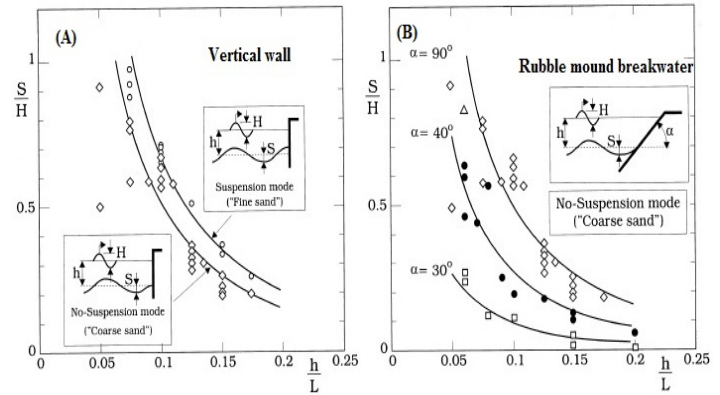 (A)
Vertical wall
1
S
H
H
h
S
Suspension mode
("Fine sand")
0.5
H
h
S
No-Suspension mode
("Coarse sand")
0
0
0.05
0.1
0.15
0.2
0.25
h
L
(B)
α= 90°
Rubble mound breakwater
1
S
H
H
h
S
α
α= 40°
No-Suspension mode
("Coarse sand")
0.5
α= 30°
0
0
0.05
0.1
0.15
0.2
0.25
h
L